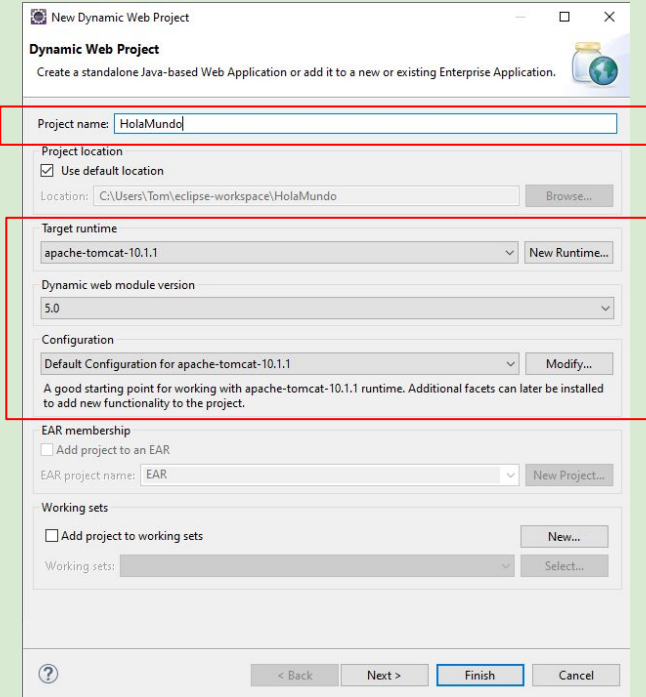 New Dynamic Web Project
Dynamic Web Project
Create a standalone Java-based Web Application or add it to a new or existing Enterprise Application.
Project name: HolaMundo
Project location
Use default location
Location: C:\Users\Tom\eclipse-workspace\HolaMundo Browse...
Target runtime
apache-tomcat-10.1.1 New Runtime...
Dynamic web module version
5.0
Configuration
Default Configuration for apache-tomcat-10.1.1 Modify...
A good starting point for working with apache-tomcat-10.1.1 runtime. Additional facets can later be installed
to add new functionality to the project.
EAR membership
Add project to an EAR
EAR project name: EAR New Project...
Working sets
Add project to working sets New...
Working sets: Select...
? < Back Next > Finish Cancel